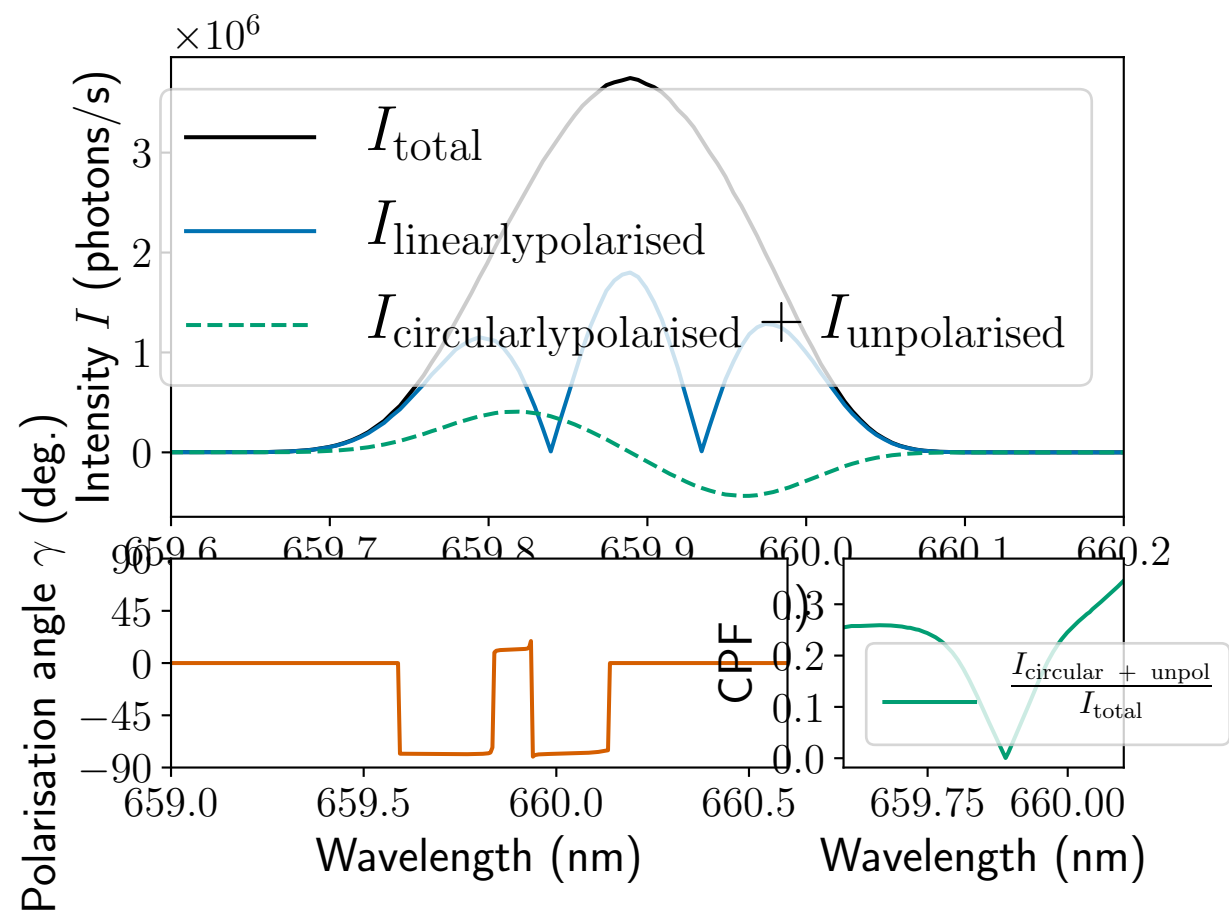 ×10⁶
Intensity I (photons/s)
3
2
1
0
I_total
I_linearlypolarised
I_circularlypolarised + I_unpolarised
659.6 659.7 659.8 659.9 660.0 660.1 660.2
Polarisation angle γ (deg.)
90
45
0
−45
−90
659.0 659.5 660.0 660.5
Wavelength (nm)
CPF
)
0.3
0.2
0.1
0.0
I_circular + unpol
I_total
659.75 660.00
Wavelength (nm)